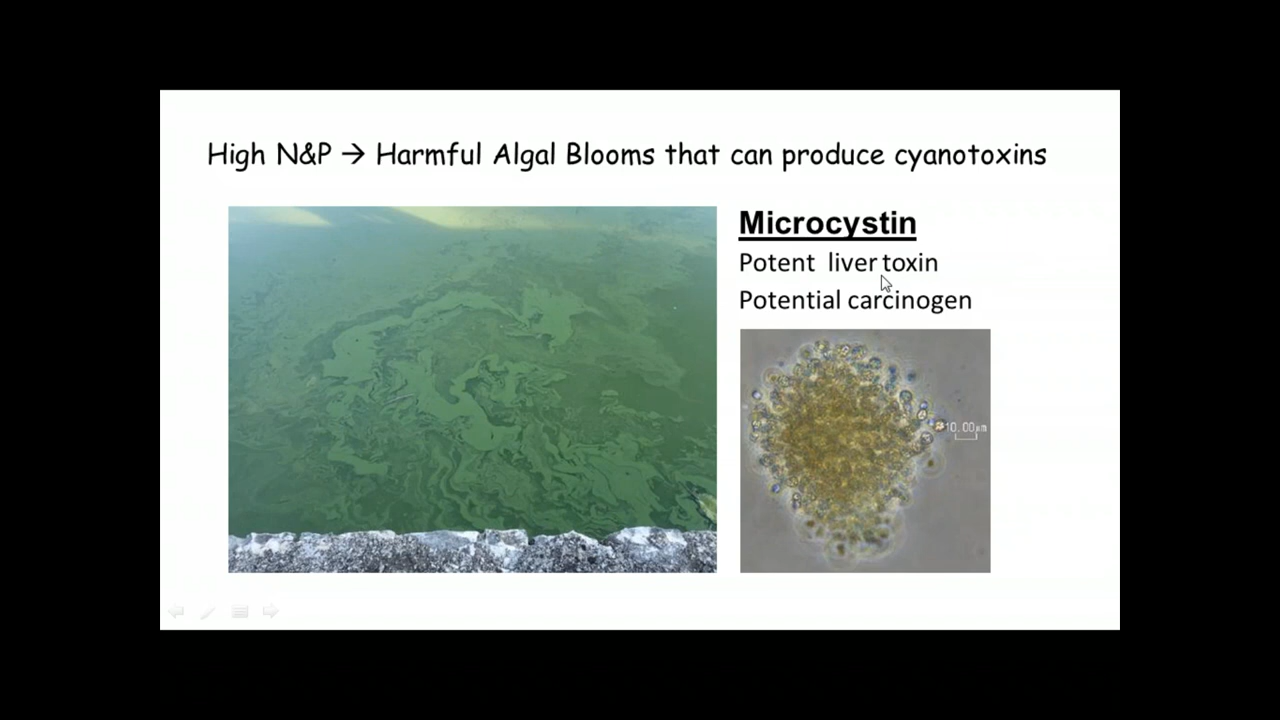 High N&P → Harmful Algal Blooms that can produce cyanotoxins
Microcystin
Potent liver toxin
Potential carcinogen
10.00µm